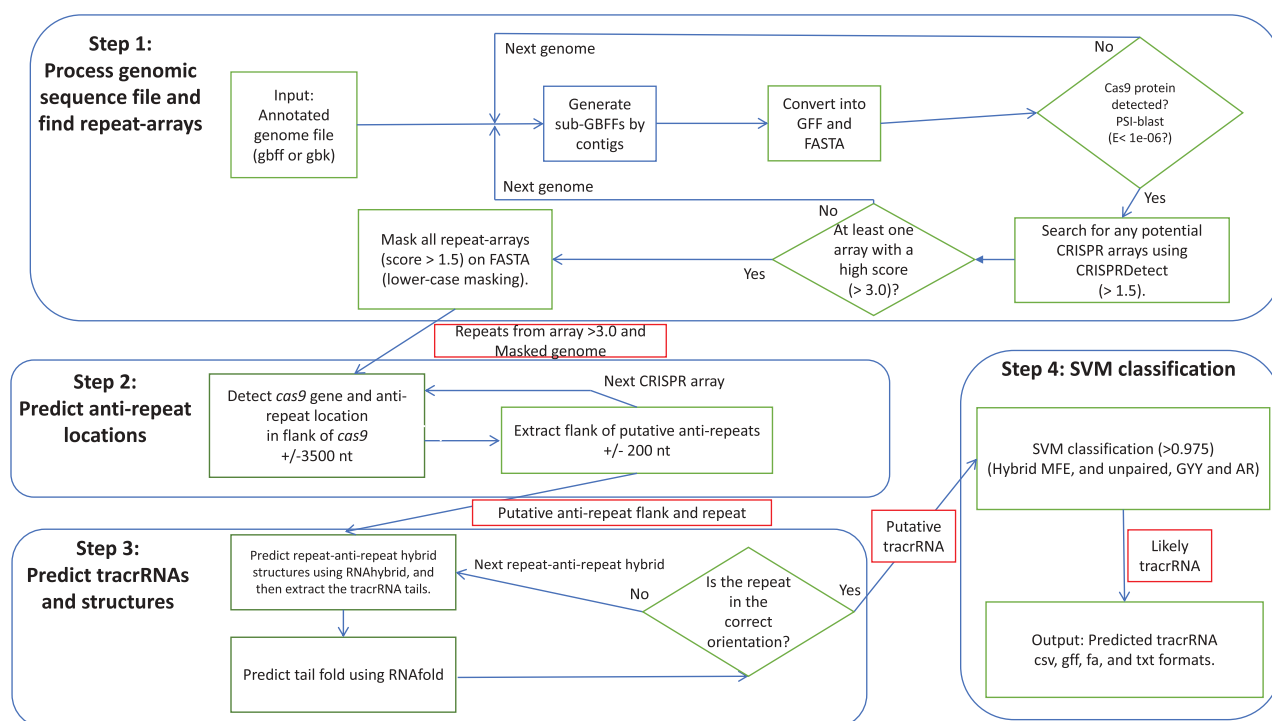 Step 1:
Process genomic
sequence file and
find repeat-arrays
Input:
Annotated
genome file
(gbff or gbk)
Next genome
Generate
sub-GBFFs by
contigs
Convert into
GFF and
FASTA
No
Cas9 protein
detected?
PSI-blast
(E< 1e-06?)
Yes
Search for any potential
CRISPR arrays using
CRISPRDetect
(> 1.5).
Next genome
No
At least one
array with a
high score
(> 3.0)?
Yes
Mask all repeat-arrays
(score > 1.5) on FASTA
(lower-case masking).
Repeats from array >3.0 and
Masked genome
Step 2:
Predict anti-repeat
locations
Detect cas9 gene and anti-
repeat location
in flank of cas9
+/-3500 nt
Next CRISPR array
Extract flank of putative anti-repeats
+/- 200 nt
Putative anti-repeat flank and repeat
Step 3:
Predict tracrRNAs
and structures
Predict repeat-anti-repeat hybrid
structures using RNAhybrid, and
then extract the tracrRNA tails.
Next repeat-anti-repeat hybrid
No
Is the repeat
in the
correct
orientation?
Yes
Predict tail fold using RNAfold
Putative
tracrRNA
Step 4: SVM classification
SVM classification (>0.975)
(Hybrid MFE, and unpaired, GYY and AR)
Likely
tracrRNA
Output: Predicted tracrRNA
csv, gff, fa, and txt formats.